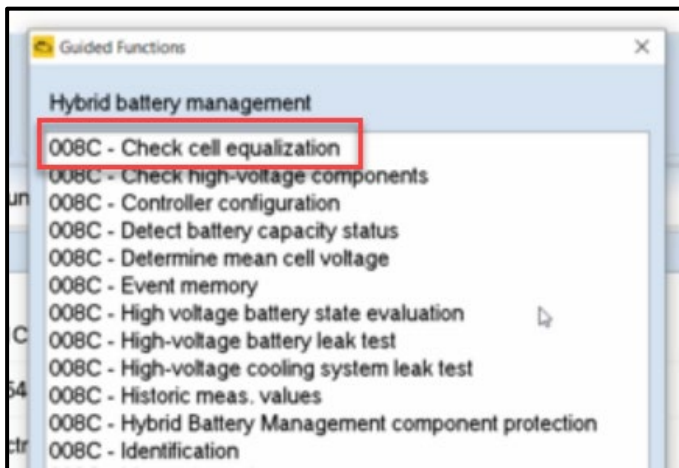 Guided Functions
Hybrid battery management
008C - Check cell equalization
008C - Check high-voltage components
008C - Controller configuration
008C - Detect battery capacity status
008C - Determine mean cell voltage
008C - Event memory
008C - High voltage battery state evaluation
008C - High-voltage battery leak test
008C - High-voltage cooling system leak test
008C - Historic meas. values
008C - Hybrid Battery Management component protection
008C - Identification